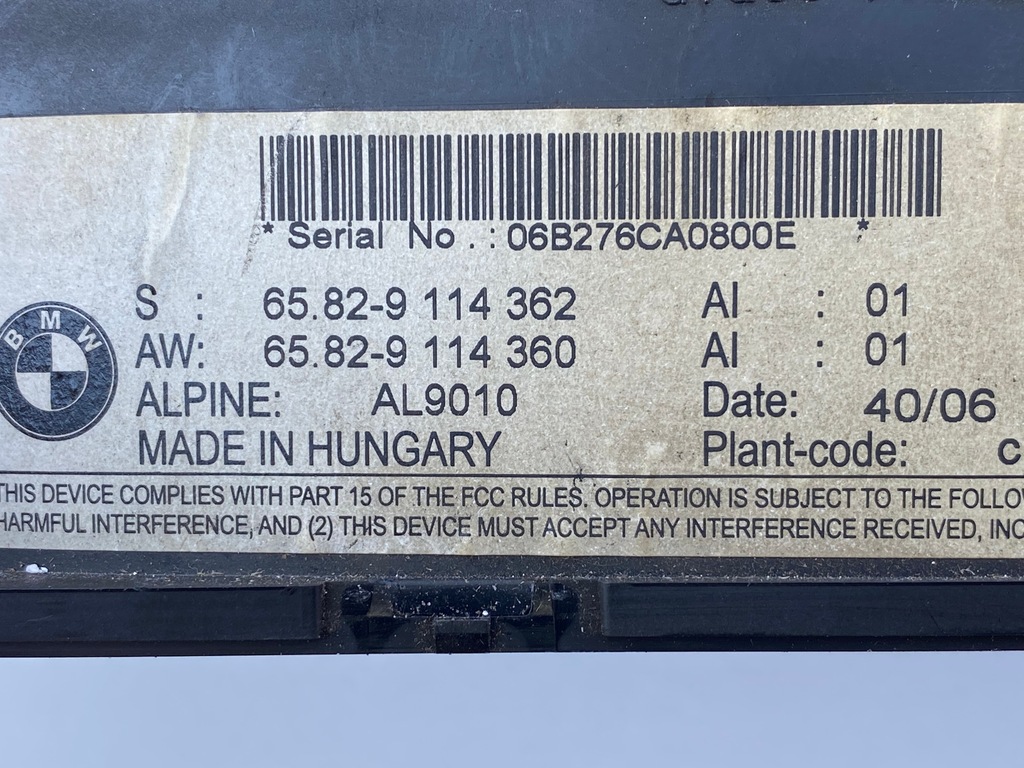 * Serial No . : 06B276CA0800E *
S : 65.82-9 114 362 AI : 01
BMW
AW: 65.82-9 114 360 AI : 01
ALPINE: AL9010 Date: 40/06
MADE IN HUNGARY Plant-code: C
THIS DEVICE COMPLIES WITH PART 15 OF THE FCC RULES. OPERATION IS SUBJECT TO THE FOLLOW
HARMFUL INTERFERENCE, AND (2) THIS DEVICE MUST ACCEPT ANY INTERFERENCE RECEIVED, INC